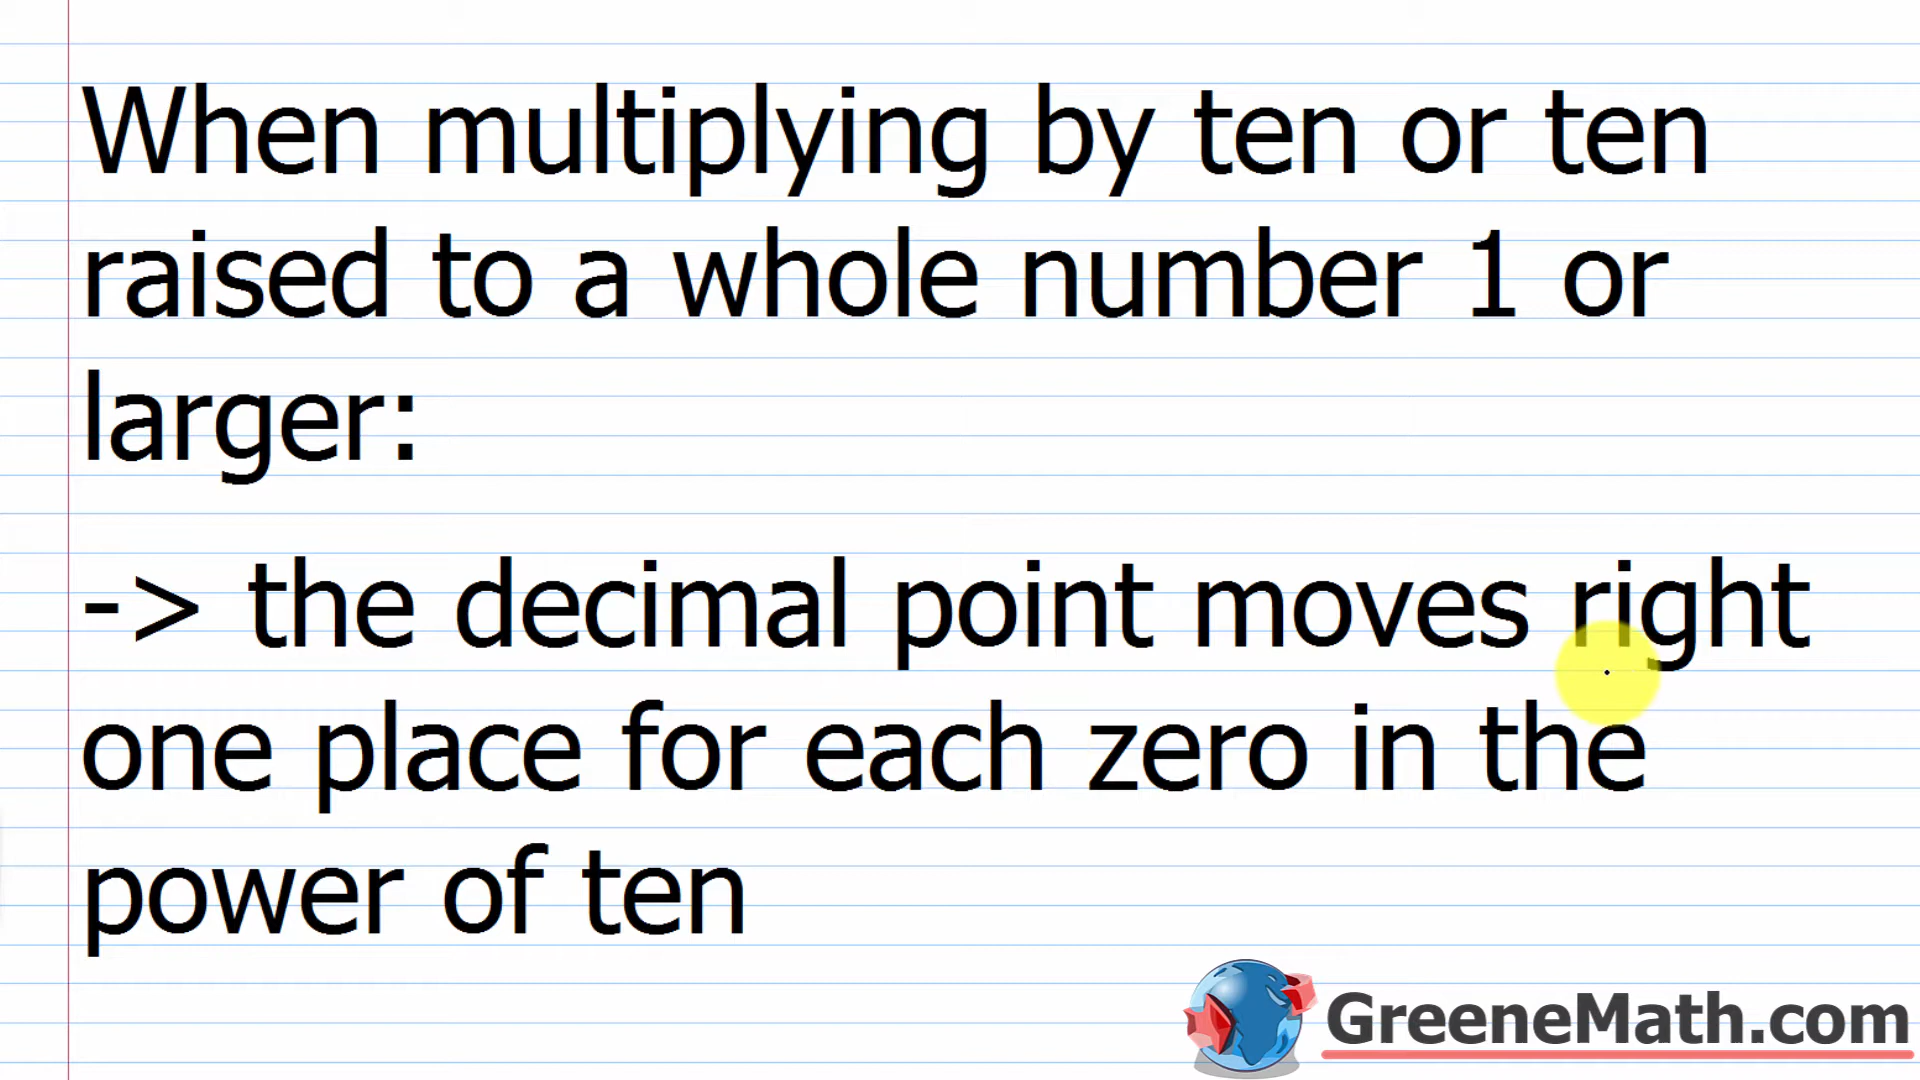 When multiplying by ten or ten
raised to a whole number 1 or
larger:
-> the decimal point moves right
one place for each zero in the
power of ten
GreeneMath.com